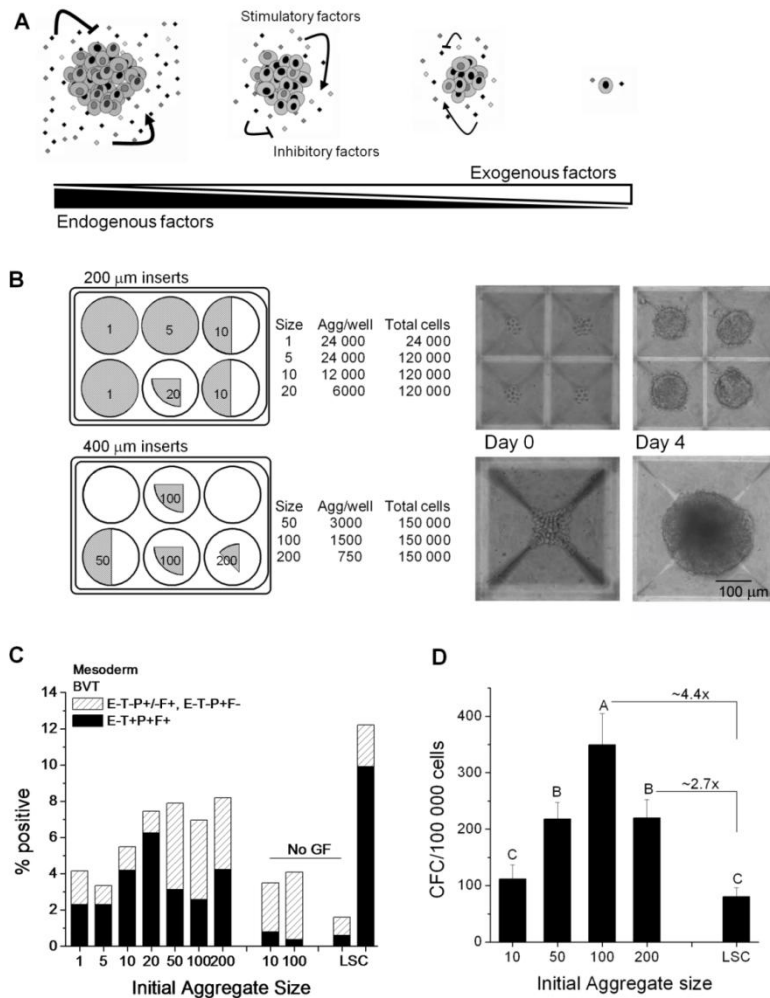 A
Stimulatory factors
Inhibitory factors
Exogenous factors
Endogenous factors
B
200 μm inserts
1 5 10
1 20 10
Size Agg/well Total cells
1 24 000 24 000
5 24 000 120 000
10 12 000 120 000
20 6000 120 000
400 μm inserts
100
50 100 200
Size Agg/well Total cells
50 3000 150 000
100 1500 150 000
200 750 150 000
Day 0 Day 4
100 μm
C
Mesoderm
BVT
E-T-P+/-F+, E-T-P+F-
E-T+P+F+
14
12
10
8
6
4
2
0
% positive
No GF
1 5 10 20 50 100 200 10 100 LSC
Initial Aggregate Size
D
~4.4x
~2.7x
A
B B
C C
400
350
300
250
200
150
100
50
0
CFC/100 000 cells
10 50 100 200 LSC
Initial Aggregate size